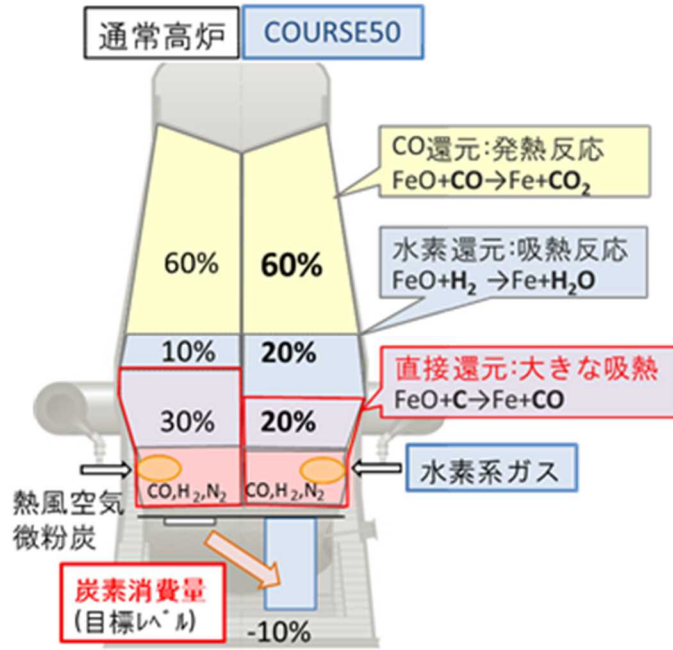 通常高炉
COURSE50
CO還元:発熱反応
FeO+CO→Fe+CO₂
60%
60%
水素還元:吸熱反応
FeO+H₂ →Fe+H₂O
10%
20%
直接還元:大きな吸熱
FeO+C→Fe+CO
30%
20%
CO,H₂,N₂
CO,H₂,N₂
熱風空気
微粉炭
水素系ガス
炭素消費量
(目標ﾚﾍﾞﾙ)
-10%